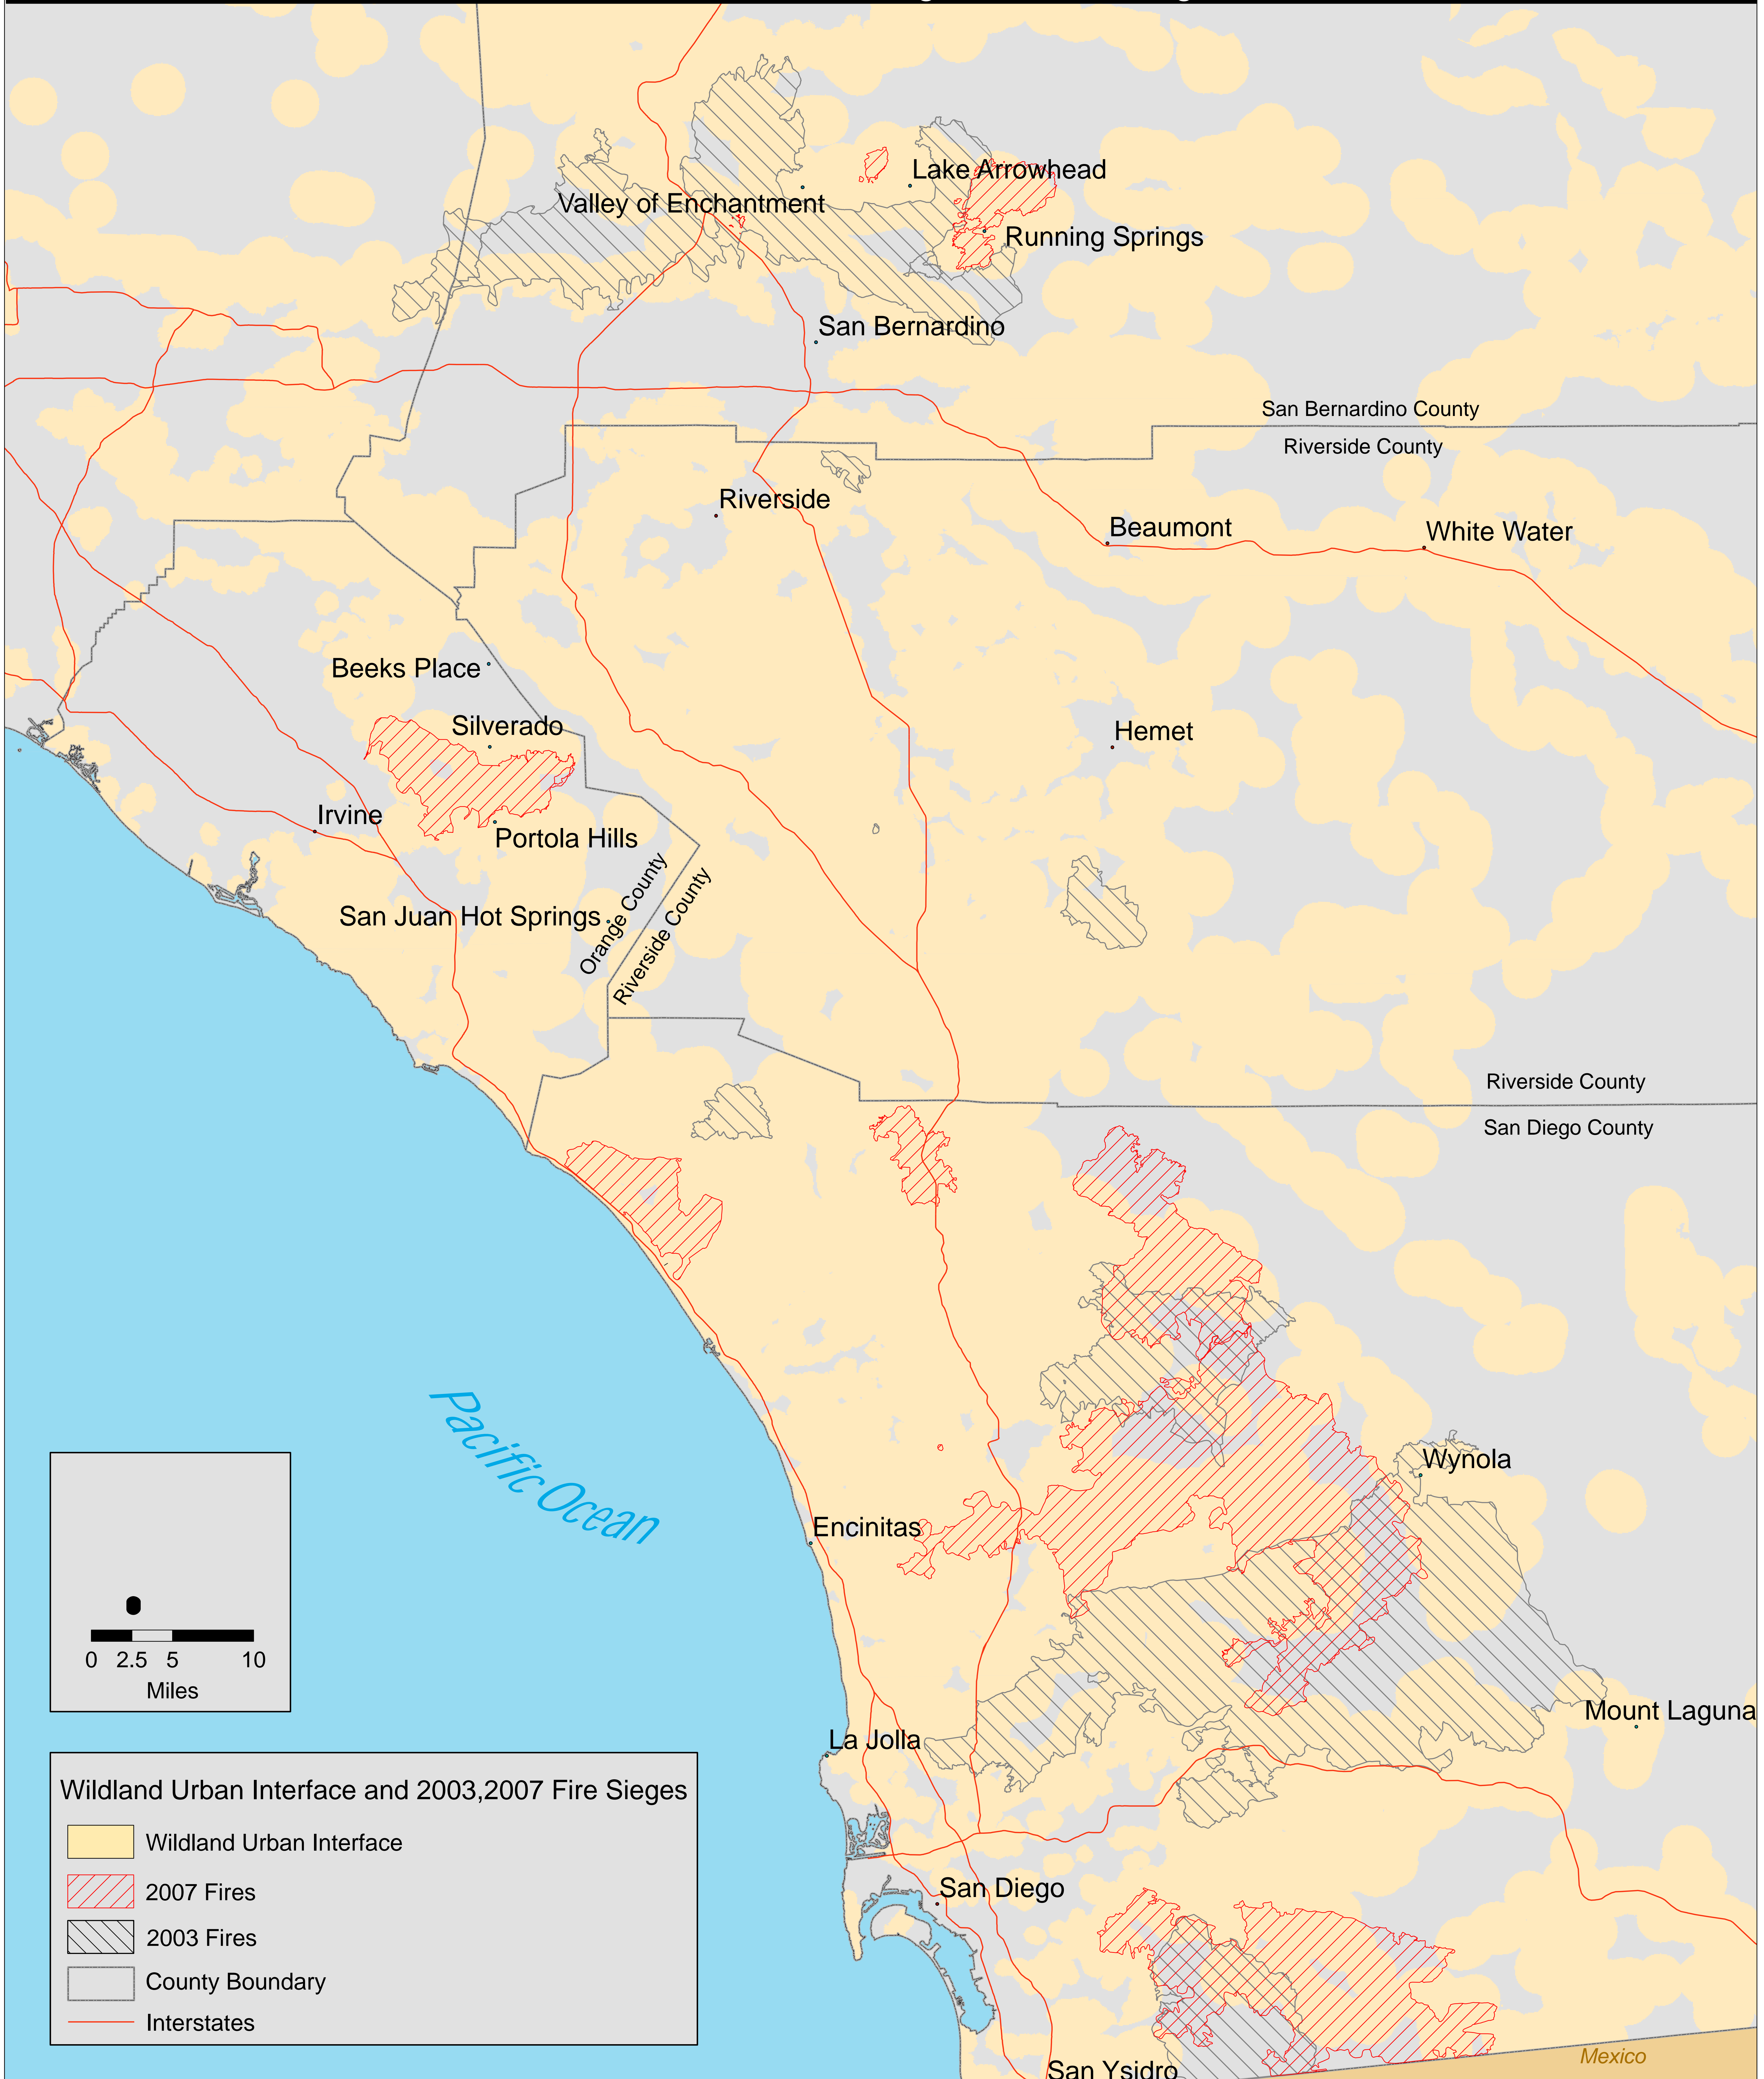 Lake Arrowhead
Valley of Enchantment
Running Springs
San Bernardino
San Bernardino County
Riverside County
Riverside
Beaumont
White Water
Beeks Place
Silverado
Hemet
Irvine
Portola Hills
San Juan Hot Springs
Orange County
Riverside County
Riverside County
San Diego County
Pacific Ocean
Wynola
Encinitas
0 2.5 5 10
Miles
Mount Laguna
La Jolla
Wildland Urban Interface and 2003,2007 Fire Sieges
Wildland Urban Interface
2007 Fires
2003 Fires
County Boundary
Interstates
San Diego
Mexico
San Ysidro